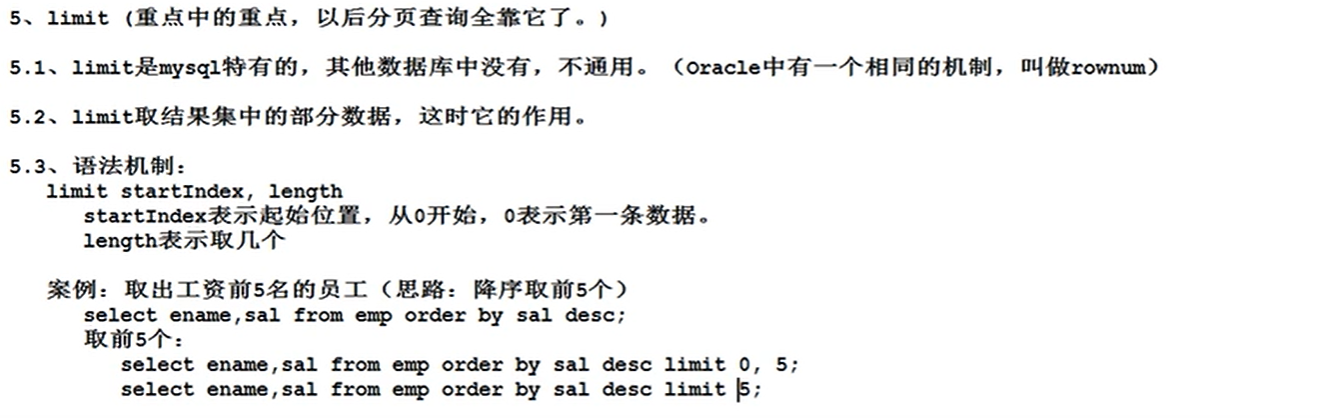 5、limit (重点中的重点，以后分页查询全靠它了。)
5.1、limit是mysql特有的，其他数据库中没有，不通用。（Oracle中有一个相同的机制，叫做rownum）
5.2、limit取结果集中的部分数据，这时它的作用。
5.3、语法机制：
limit startIndex, length
startIndex表示起始位置，从0开始，0表示第一条数据。
length表示取几个
案例：取出工资前5名的员工（思路：降序取前5个）
select ename,sal from emp order by sal desc;
取前5个：
select ename,sal from emp order by sal desc limit 0, 5;
select ename,sal from emp order by sal desc limit 5;